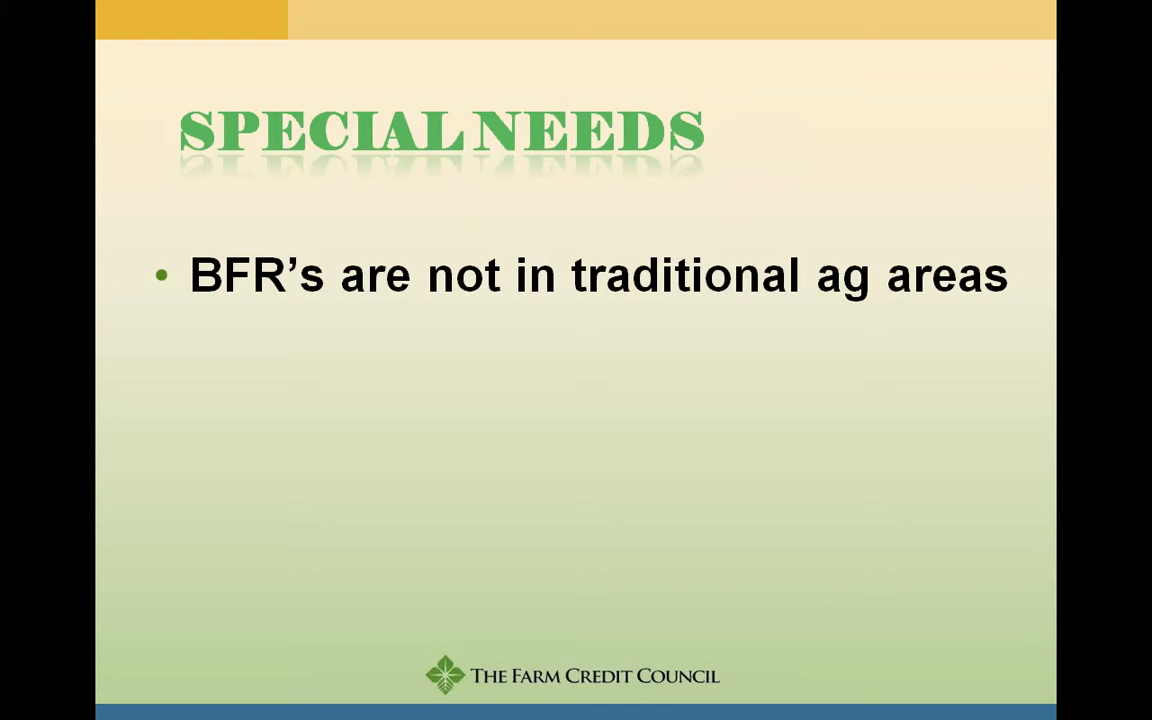 SPECIAL NEEDS
• BFR’s are not in traditional ag areas
THE FARM CREDIT COUNCIL